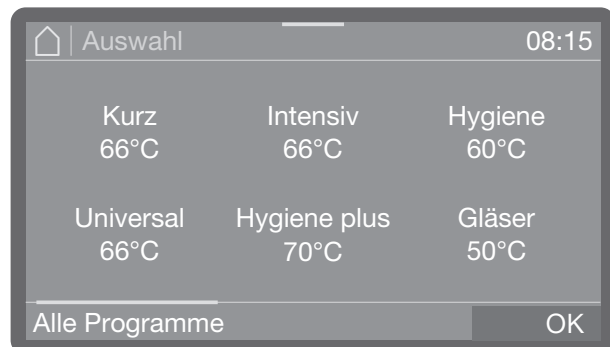 Auswahl 08:15
Kurz Intensiv Hygiene
66°C 66°C 60°C
Universal Hygiene plus Gläser
66°C 70°C 50°C
Alle Programme OK